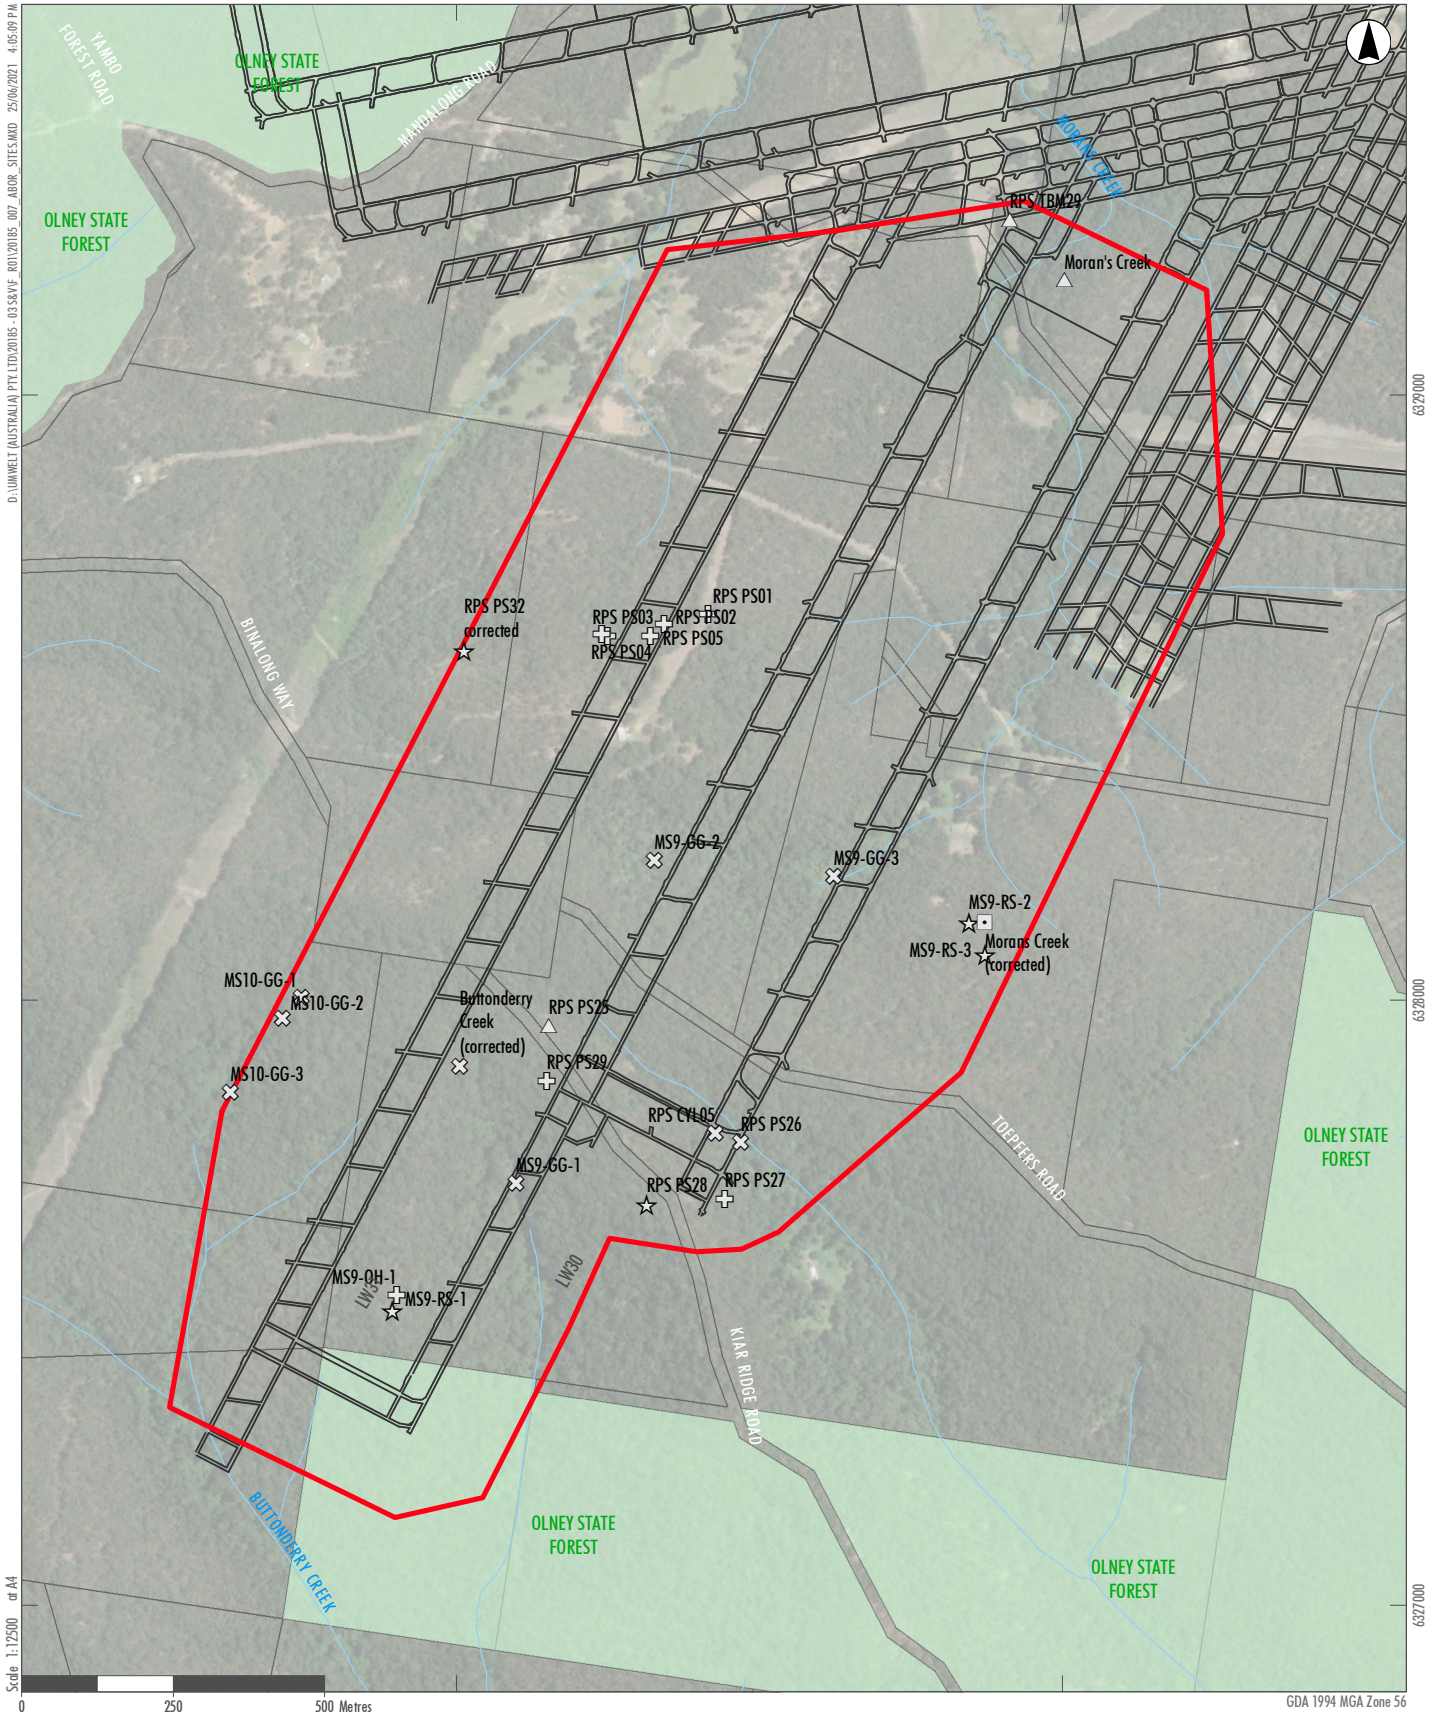 D:\UMWELT (AUSTRALIA) PTY. LTD\20185 - 03 S&V\F_R01\20185_007_ABOR_SITES.MXD 25/06/2021 4:05:09 PM
YAMBO
FOREST ROAD
OLNEY STATE
FOREST
MANDALONG ROAD
MORANS CREEK
OLNEY STATE
FOREST
RPS TBM29
Moran's Creek
6329000
RPS PS01
RPS PS32
corrected
RPS PS03
RPS PS02
RPS PS05
RPS PS04
BINALONG WAY
MS9-GG-2
MS9-GG-3
MS9-RS-2
MS9-RS-3
Morans Creek
(corrected)
MS10-GG-1
MS10-GG-2
Buttonderry
Creek
(corrected)
RPS PS25
6328000
MS10-GG-3
RPS PS29
RPS CYL05
RPS PS26
TOEPFERS ROAD
OLNEY STATE
FOREST
MS9-GG-1
RPS PS28
RPS PS27
LW30
MS9-OH-1
MS9-RS-1
KIAR RIDGE ROAD
BUTTONDERRY CREEK
OLNEY STATE
FOREST
OLNEY STATE
FOREST
6327000
Scale 1:12500 at A4
0 250 500 Metres
GDA 1994 MGA Zone 56